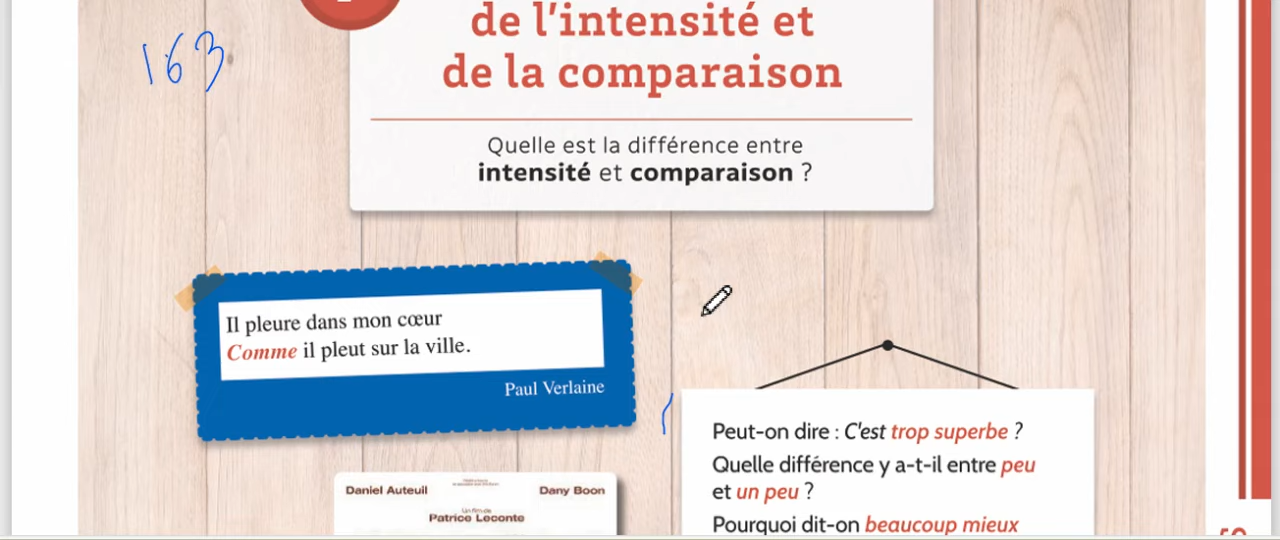 de l'intensité et
de la comparaison
163
Quelle est la différence entre
intensité et comparaison ?
Il pleure dans mon cœur
Comme il pleut sur la ville.
Paul Verlaine
Peut-on dire : C'est trop superbe ?
Quelle différence y a-t-il entre peu
et un peu ?
Pourquoi dit-on beaucoup mieux
Daniel Auteuil
Dany Boon
Un film de
Patrice Leconte